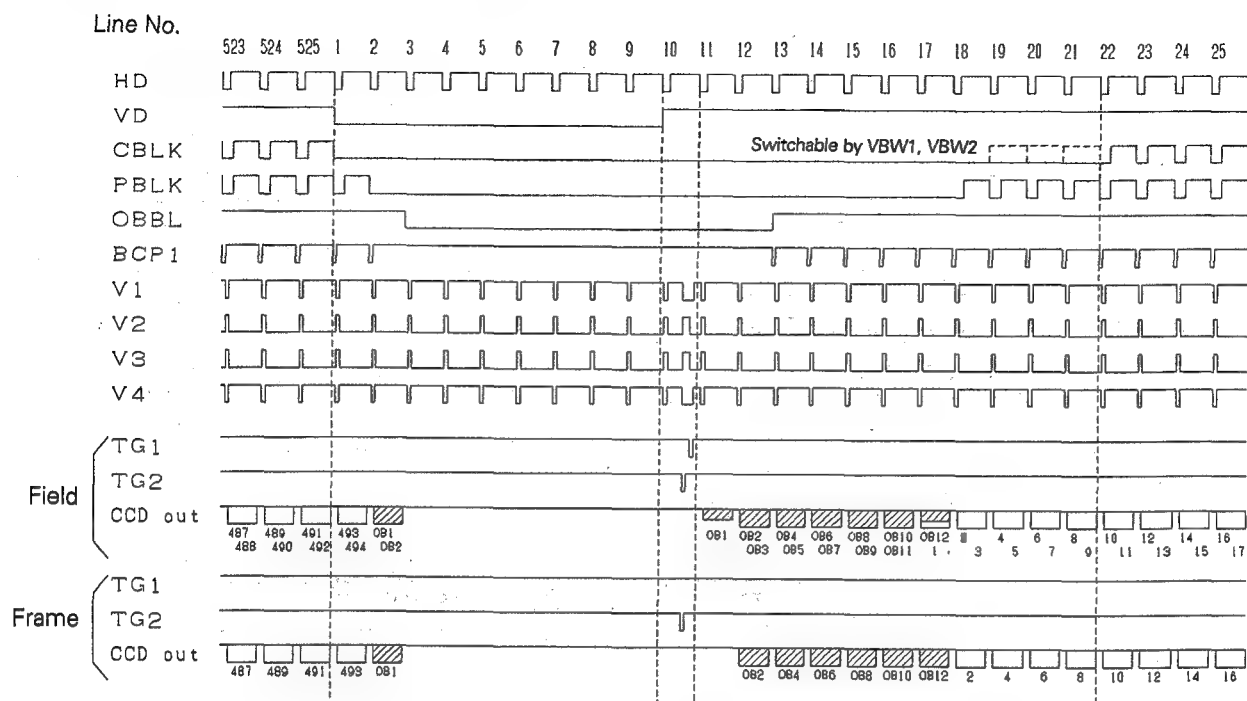 Line No.
523 524 525 1 2 3 4 5 6 7 8 9 10 11 12 13 14 15 16 17 18 19 20 21 22 23 24 25
HD
VD
CBLK Switchable by VBW1, VBW2
PBLK
OBBL
BCP1
V1
V2
V3
V4
Field
TG1
TG2
CCD out
487 489 491 493 OB1 OB1 OB2 OB4 OB6 OB8 OB10 OB12 4 6 8 10 12 14 16
488 490 492 494 OB2 OB3 OB5 OB7 OB9 OB11 1 3 5 7 9 11 13 15 17
Frame
TG1
TG2
CCD out
487 489 491 493 OB1 OB2 OB4 OB6 OB8 OB10 OB12 2 4 6 8 10 12 14 16